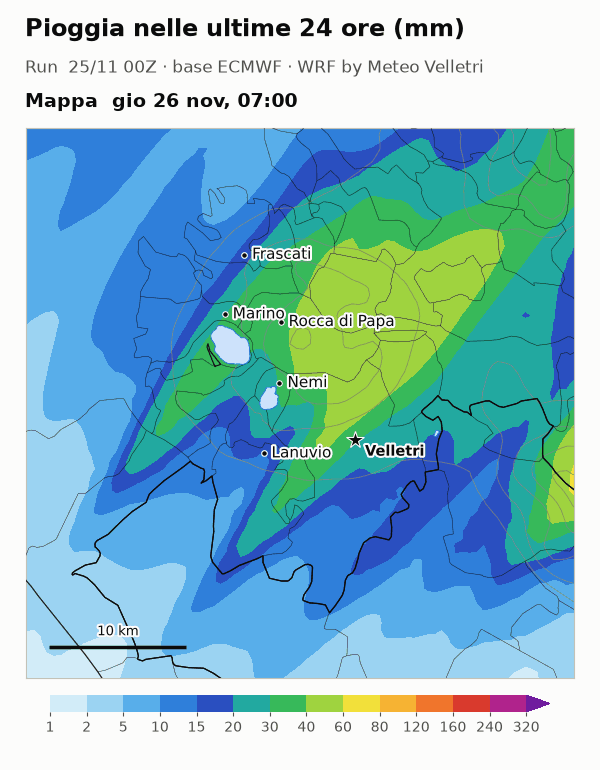 Pioggia nelle ultime 24 ore (mm)
Run  25/11 00Z · base ECMWF · WRF by Meteo Velletri
Mappa  gio 26 nov, 07:00
Frascati
Marino
Rocca di Papa
Nemi
Velletri
Lanuvio
10 km
1 2 5 10 15 20 30 40 60 80 120 160 240 320